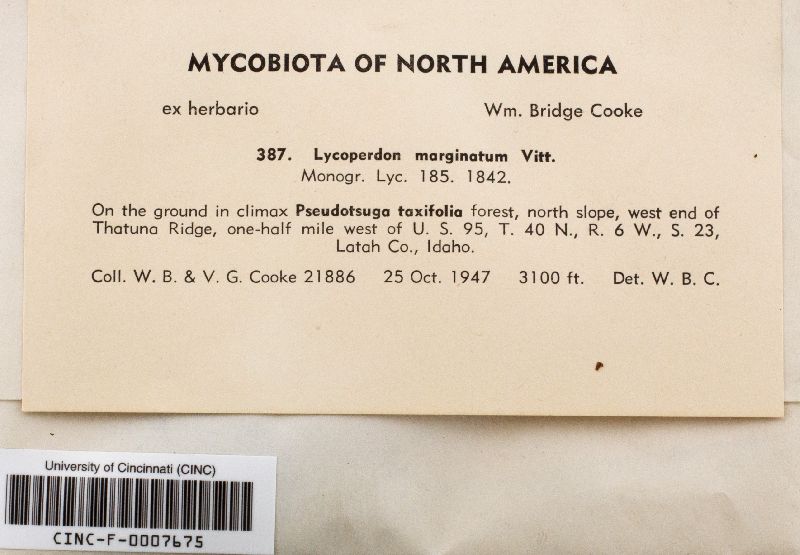 MYCOBIOTA OF NORTH AMERICA
ex herbario Wm. Bridge Cooke
387. Lycoperdon marginatum Vitt.
Monogr. Lyc. 185. 1842.
On the ground in climax Pseudotsuga taxifolia forest, north slope, west end of
Thatuna Ridge, one-half mile west of U. S. 95, T. 40 N., R. 6 W., S. 23,
Latah Co., Idaho.
Coll. W. B. & V. G. Cooke 21886 25 Oct. 1947 3100 ft. Det. W. B. C.
University of Cincinnati (CINC)
CINC-F-0007675